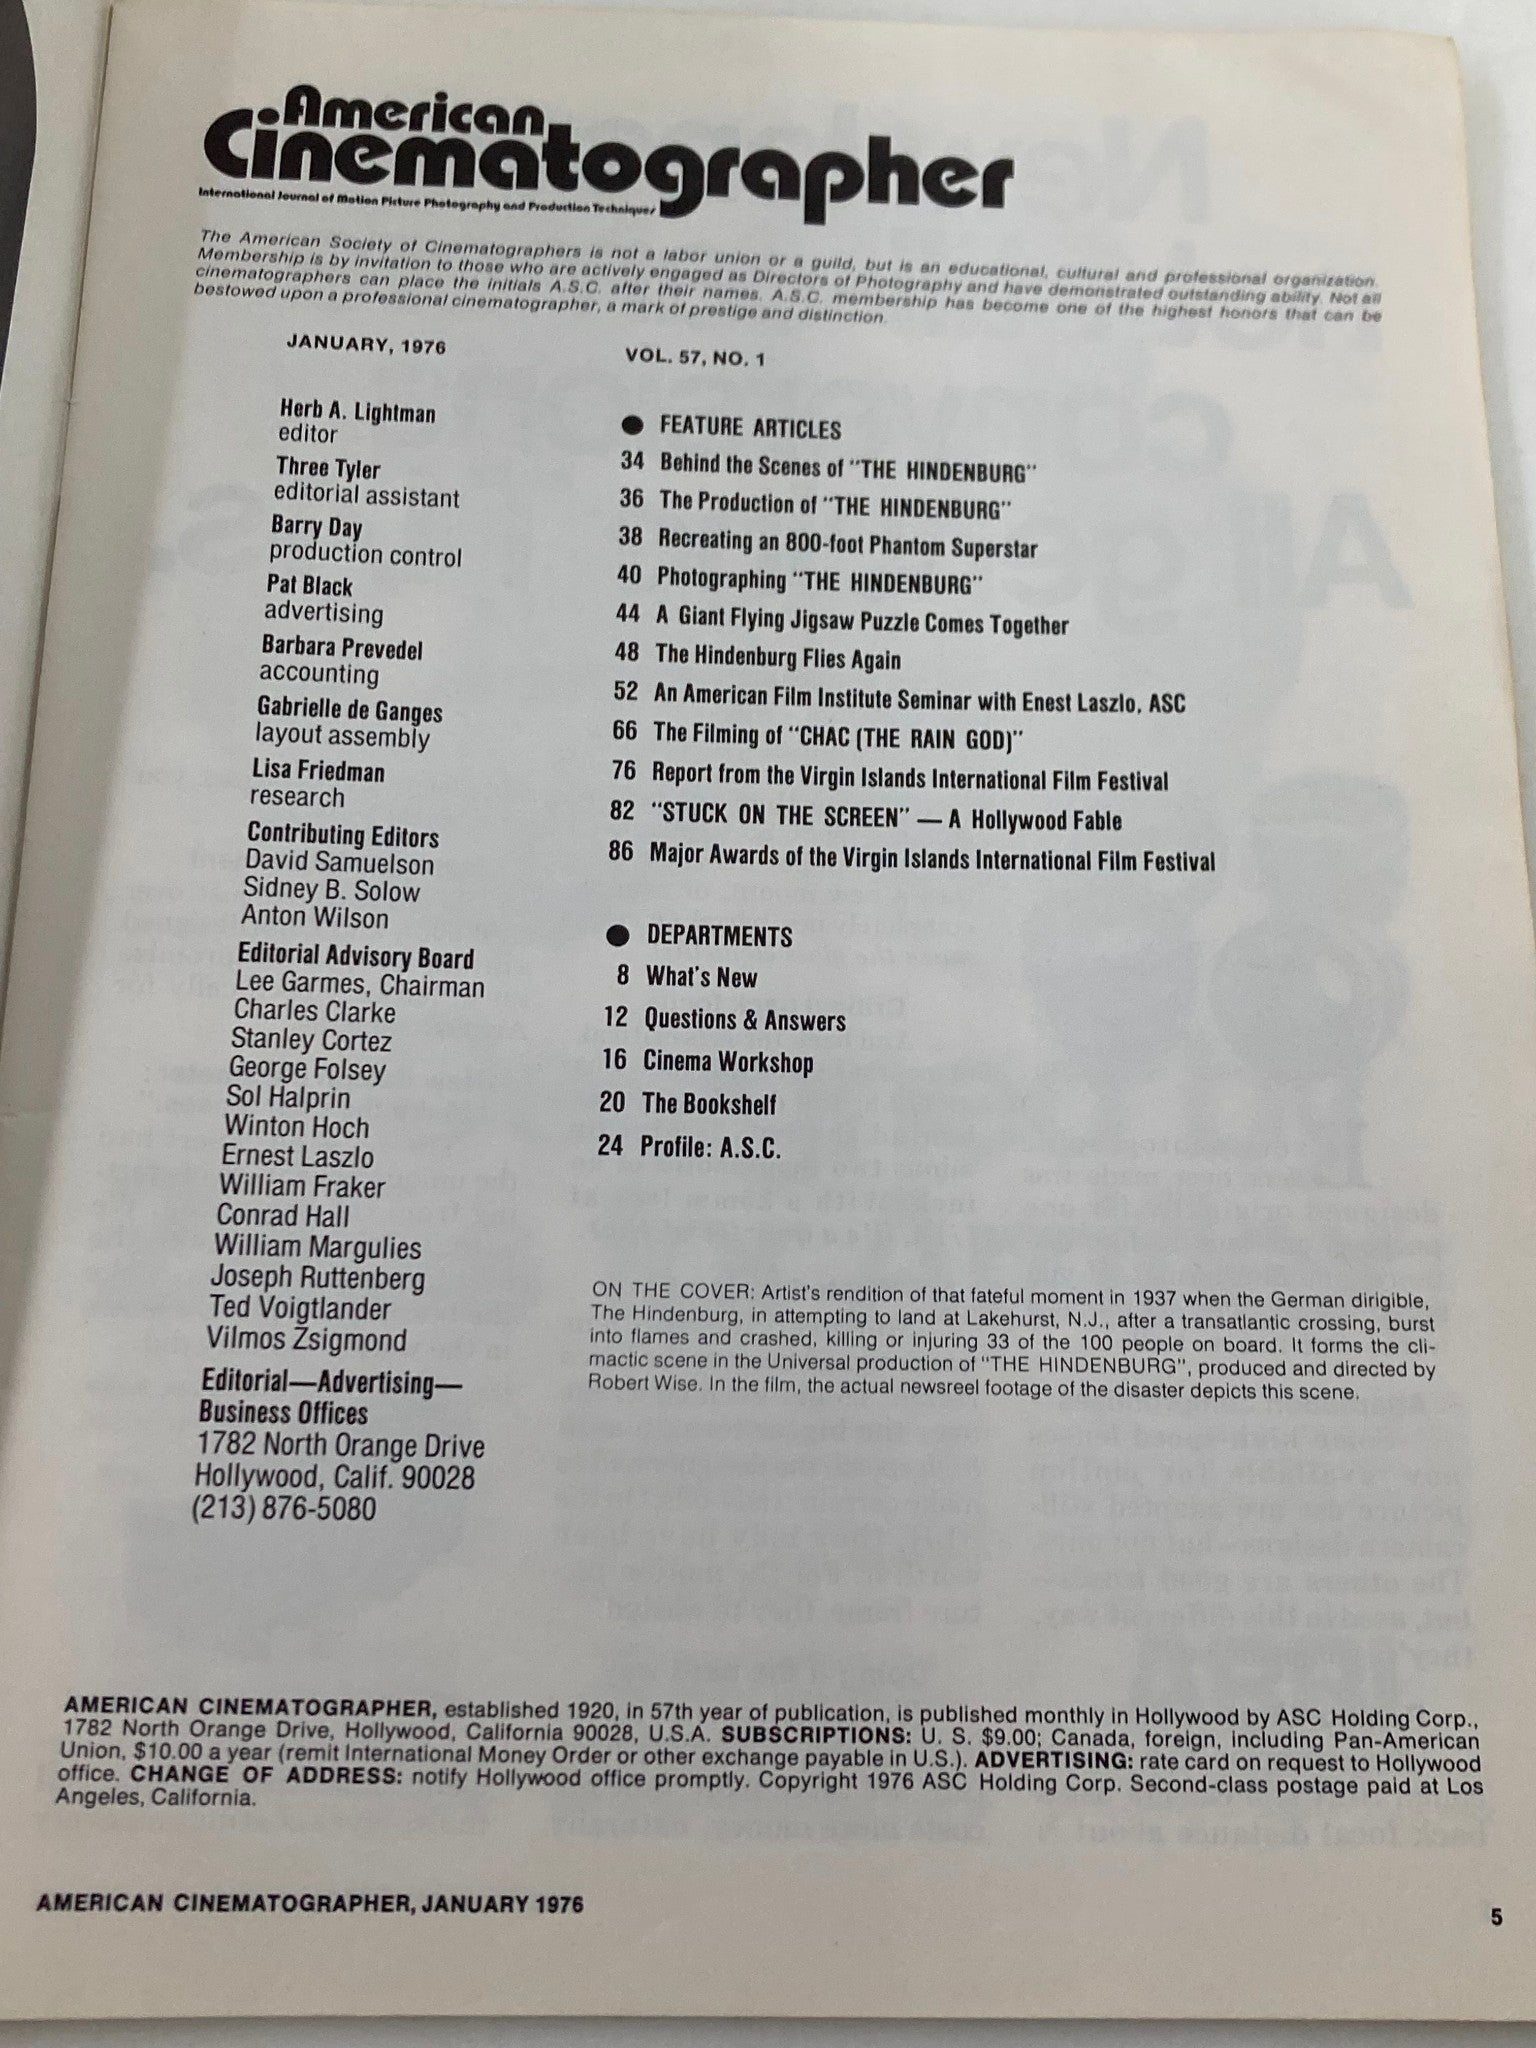 American
Cinematographer
International Journal of Motion Picture Photography and Production Techniques
The American Society of Cinematographers is not a labor union or a guild, but is an educational, cultural and professional organization.
Membership is by invitation to those who are actively engaged as Directors of Photography and have demonstrated outstanding ability. Not all
cinematographers can place the initials A.S.C. after their names. A.S.C. membership has become one of the highest honors that can be
bestowed upon a professional cinematographer, a mark of prestige and distinction.
JANUARY, 1976
VOL. 57, NO. 1
Herb A. Lightman
editor
Three Tyler
editorial assistant
Barry Day
production control
Pat Black
advertising
Barbara Prevedel
accounting
Gabrielle de Ganges
layout assembly
Lisa Friedman
research
Contributing Editors
David Samuelson
Sidney B. Solow
Anton Wilson
Editorial Advisory Board
Lee Garmes, Chairman
Charles Clarke
Stanley Cortez
George Folsey
Sol Halprin
Winton Hoch
Ernest Laszlo
William Fraker
Conrad Hall
William Margulies
Joseph Ruttenberg
Ted Voigtlander
Vilmos Zsigmond
Editorial—Advertising—
Business Offices
1782 North Orange Drive
Hollywood, Calif. 90028
(213) 876-5080
● FEATURE ARTICLES
34 Behind the Scenes of "THE HINDENBURG"
36 The Production of "THE HINDENBURG"
38 Recreating an 800-foot Phantom Superstar
40 Photographing "THE HINDENBURG"
44 A Giant Flying Jigsaw Puzzle Comes Together
48 The Hindenburg Flies Again
52 An American Film Institute Seminar with Enest Laszlo, ASC
66 The Filming of "CHAC (THE RAIN GOD)"
76 Report from the Virgin Islands International Film Festival
82 "STUCK ON THE SCREEN" — A Hollywood Fable
86 Major Awards of the Virgin Islands International Film Festival
● DEPARTMENTS
8 What's New
12 Questions & Answers
16 Cinema Workshop
20 The Bookshelf
24 Profile: A.S.C.
ON THE COVER: Artist's rendition of that fateful moment in 1937 when the German dirigible,
The Hindenburg, in attempting to land at Lakehurst, N.J., after a transatlantic crossing, burst
into flames and crashed, killing or injuring 33 of the 100 people on board. It forms the cli-
mactic scene in the Universal production of "THE HINDENBURG", produced and directed by
Robert Wise. In the film, the actual newsreel footage of the disaster depicts this scene.
AMERICAN CINEMATOGRAPHER, established 1920, in 57th year of publication, is published monthly in Hollywood by ASC Holding Corp.,
1782 North Orange Drive, Hollywood, California 90028, U.S.A. SUBSCRIPTIONS: U. S. $9.00; Canada, foreign, including Pan-American
Union, $10.00 a year (remit International Money Order or other exchange payable in U.S.). ADVERTISING: rate card on request to Hollywood
office. CHANGE OF ADDRESS: notify Hollywood office promptly. Copyright 1976 ASC Holding Corp. Second-class postage paid at Los
Angeles, California.
AMERICAN CINEMATOGRAPHER, JANUARY 1976
5